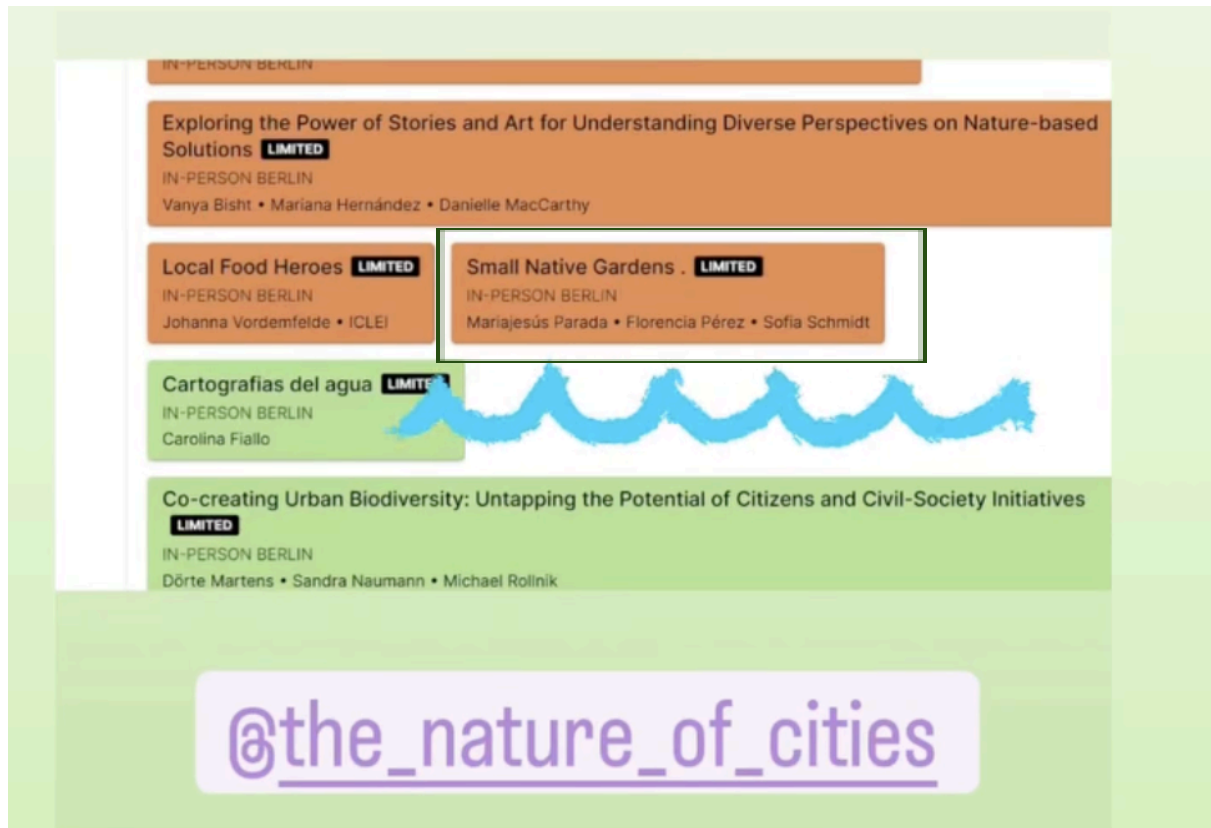 IN-PERSON BERLIN
Exploring the Power of Stories and Art for Understanding Diverse Perspectives on Nature-based
Solutions LIMITED
IN-PERSON BERLIN
Vanya Bisht • Mariana Hernández • Danielle MacCarthy
Local Food Heroes LIMITED
IN-PERSON BERLIN
Johanna Vordemfelde • ICLEI
Small Native Gardens . LIMITED
IN-PERSON BERLIN
Mariajesús Parada • Florencia Pérez • Sofia Schmidt
Cartografias del agua LIMITED
IN-PERSON BERLIN
Carolina Fiallo
Co-creating Urban Biodiversity: Untapping the Potential of Citizens and Civil-Society Initiatives
LIMITED
IN-PERSON BERLIN
Dörte Martens • Sandra Naumann • Michael Rollnik
@the_nature_of_cities